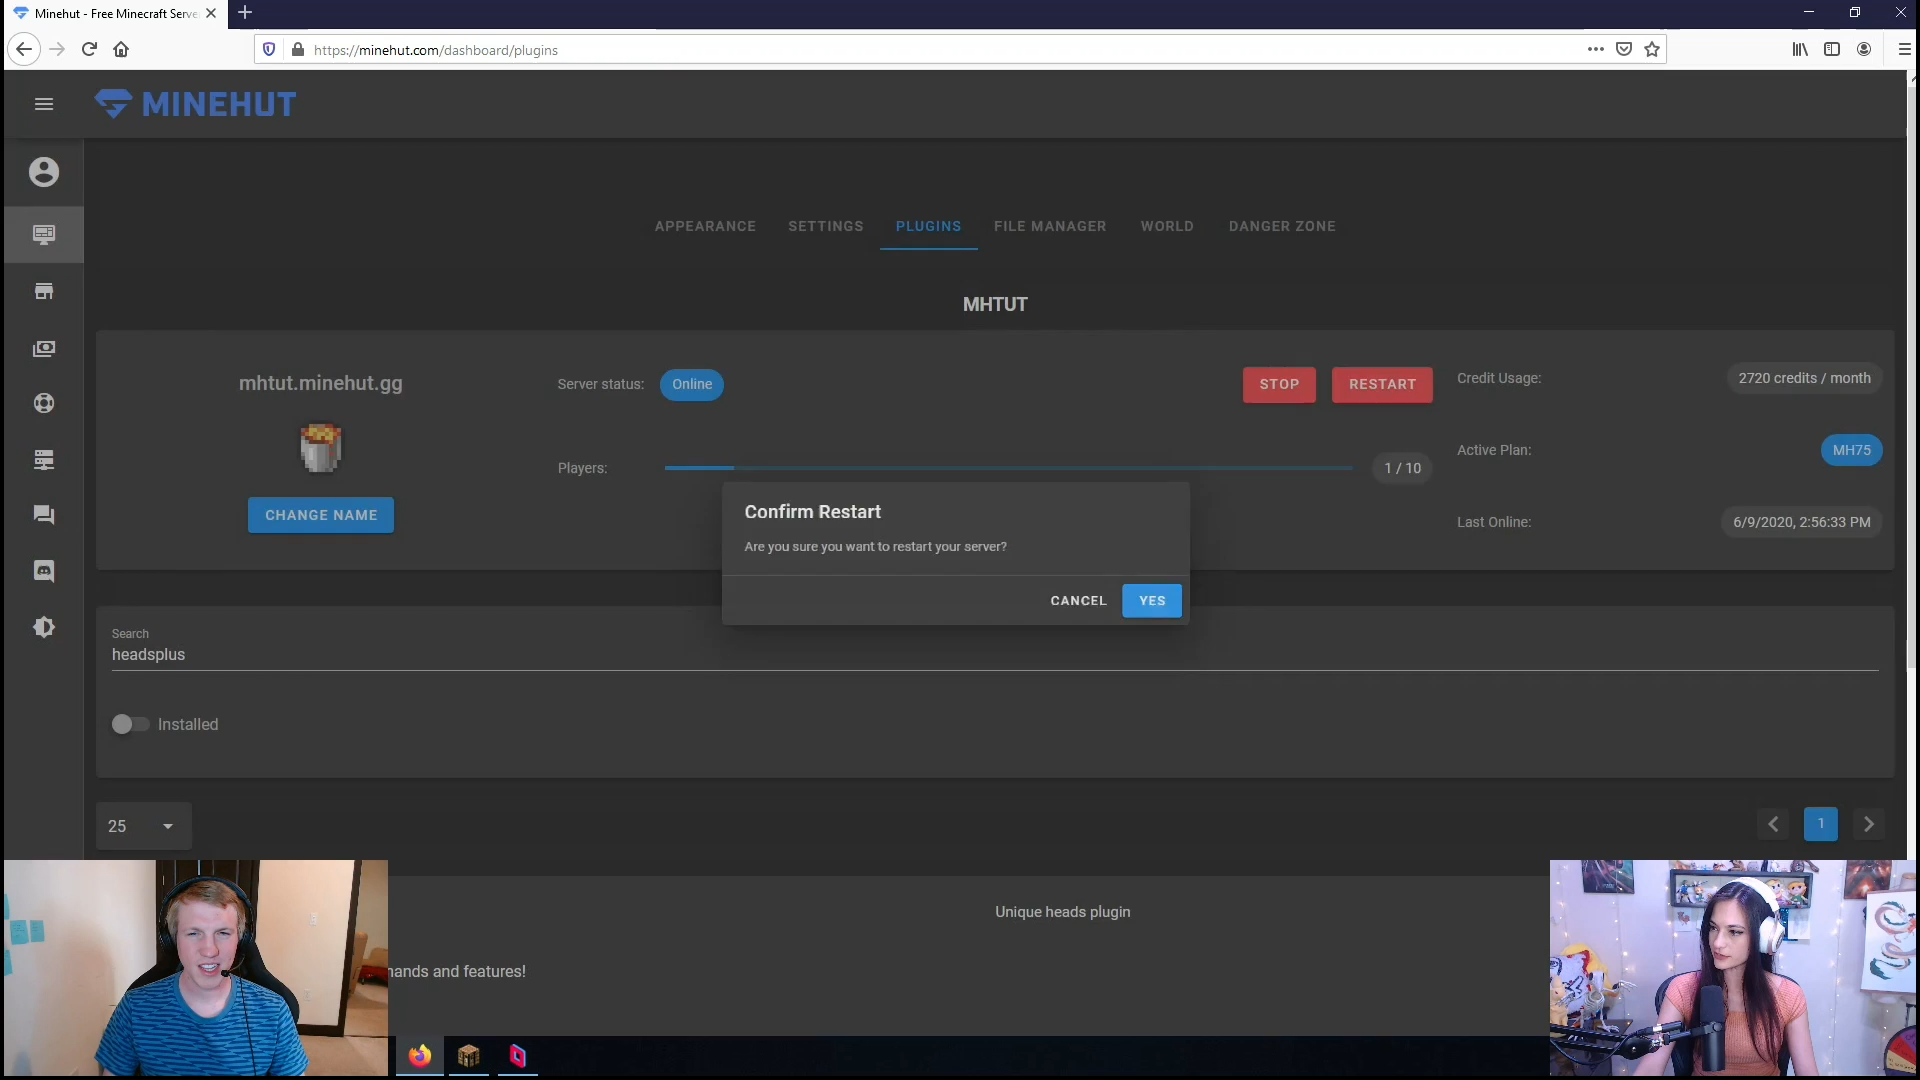 Minehut - Free Minecraft Serve
https://minehut.com/dashboard/plugins
MINEHUT
APPEARANCE
SETTINGS
PLUGINS
FILE MANAGER
WORLD
DANGER ZONE
MHTUT
mhtut.minehut.gg
CHANGE NAME
Server status:
Online
STOP
RESTART
Players:
1 / 10
Credit Usage:
2720 credits / month
Active Plan:
MH75
Last Online:
6/9/2020, 2:56:33 PM
Confirm Restart
Are you sure you want to restart your server?
CANCEL
YES
Search
headsplus
Installed
25
1
Unique heads plugin
and features!